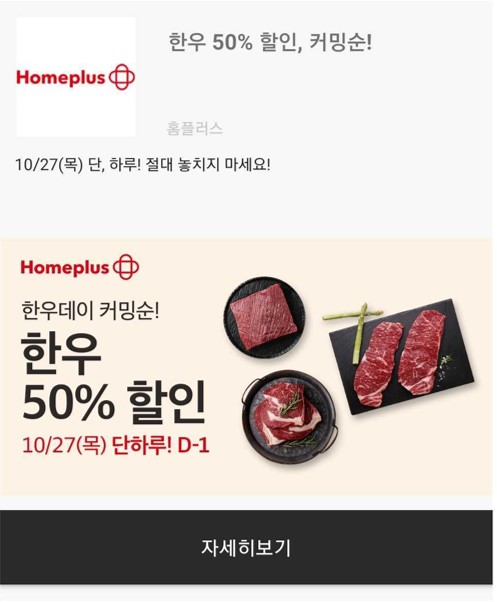 Homeplus
한우 50% 할인, 커밍순!
홈플러스
10/27(목) 단, 하루! 절대 놓치지 마세요!
Homeplus
한우데이 커밍순!
한우
50% 할인
10/27(목) 단하루! D-1
자세히보기